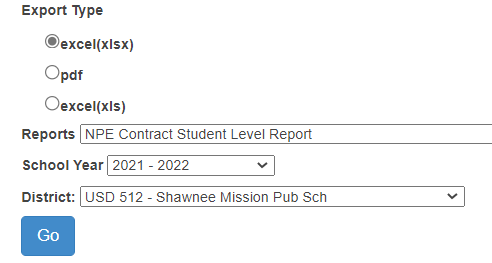 Export Type
excel(xlsx)
pdf
excel(xls)
Reports NPE Contract Student Level Report
School Year 2021 - 2022
District: USD 512 - Shawnee Mission Pub Sch
Go